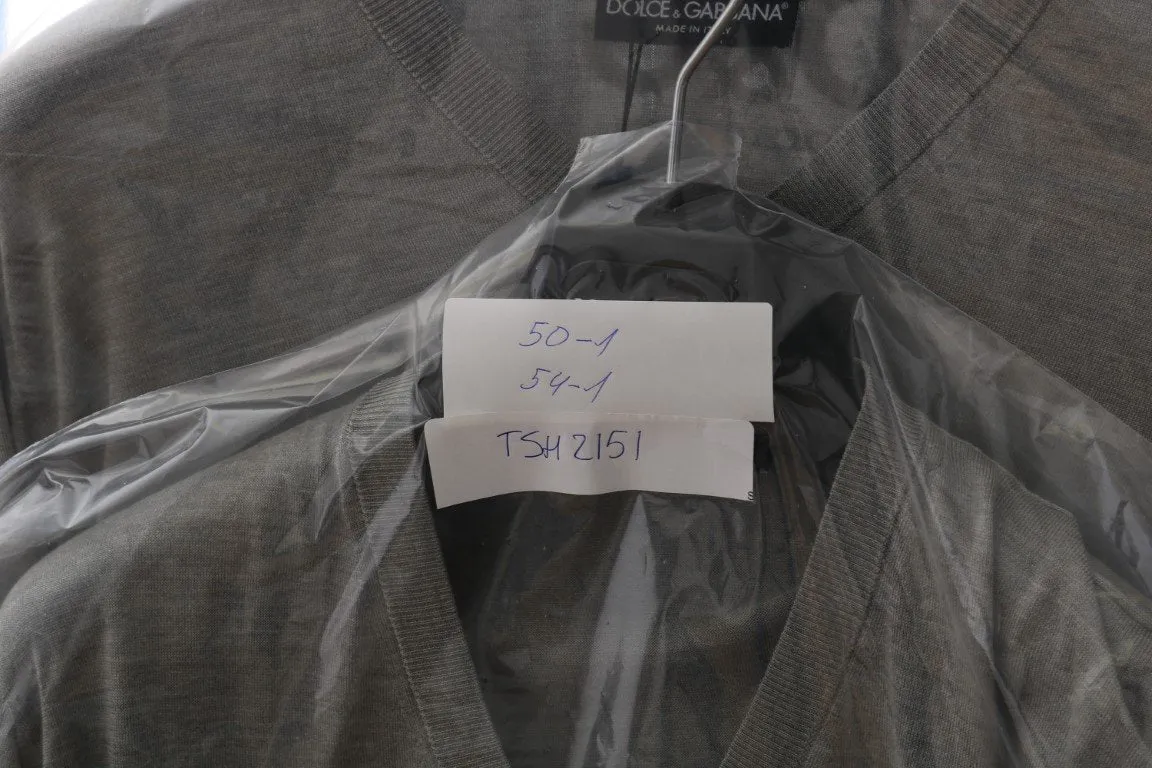 DOLCE & GABBANA
MADE IN ITALY
50-1
54-1
TSH2151